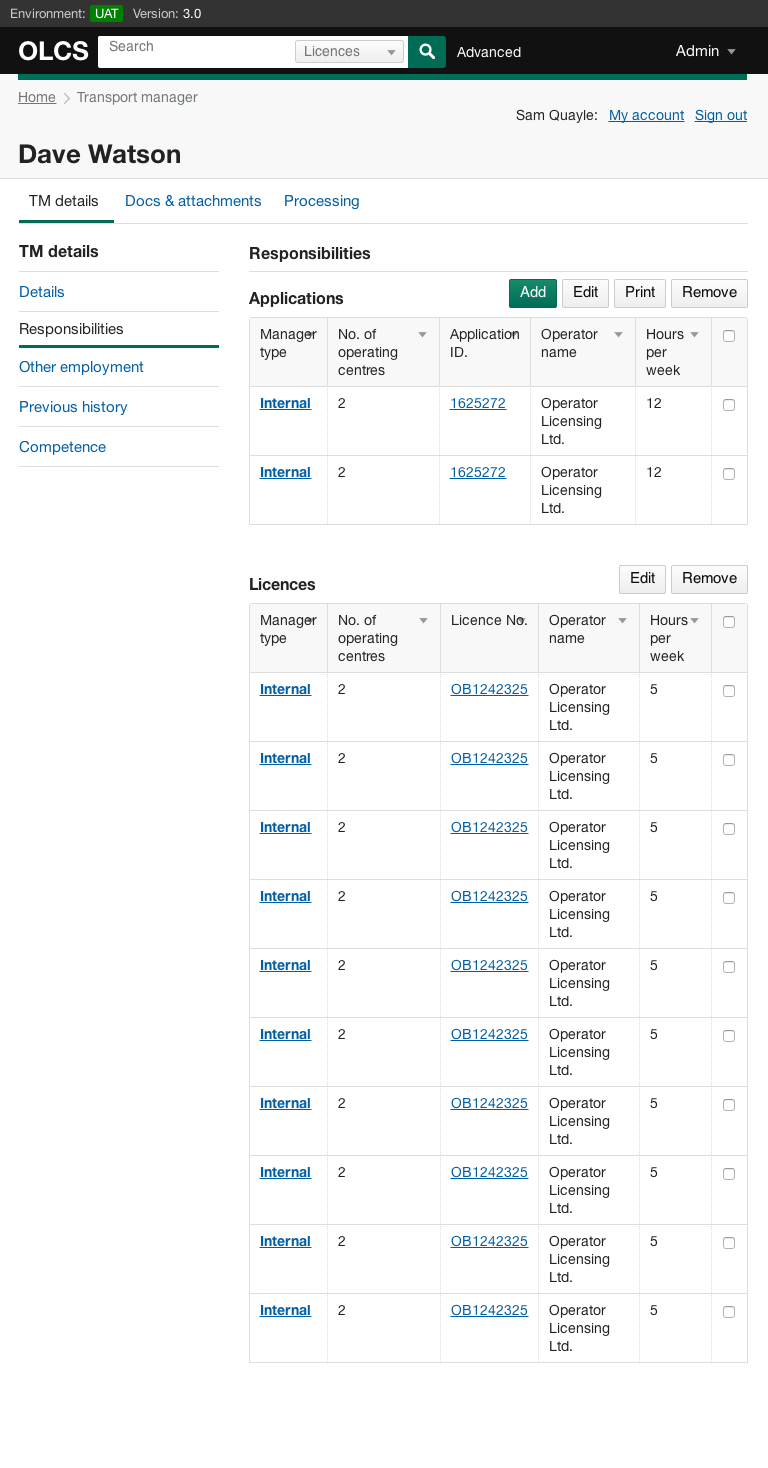 Environment: UAT Version: 3.0
OLCS Search Licences Advanced Admin
Home Transport manager
Sam Quayle: My account Sign out
Dave Watson
TM details Docs & attachments Processing
TM details
Details
Responsibilities
Other employment
Previous history
Competence
Responsibilities
Applications Add Edit Print Remove
Manager No. of Application Operator Hours
type operating ID. name per
centres week
Internal 2 1625272 Operator 12
Licensing
Ltd.
Internal 2 1625272 Operator 12
Licensing
Ltd.
Licences Edit Remove
Manager No. of Licence No. Operator Hours
type operating name per
centres week
Internal 2 OB1242325 Operator 5
Licensing
Ltd.
Internal 2 OB1242325 Operator 5
Licensing
Ltd.
Internal 2 OB1242325 Operator 5
Licensing
Ltd.
Internal 2 OB1242325 Operator 5
Licensing
Ltd.
Internal 2 OB1242325 Operator 5
Licensing
Ltd.
Internal 2 OB1242325 Operator 5
Licensing
Ltd.
Internal 2 OB1242325 Operator 5
Licensing
Ltd.
Internal 2 OB1242325 Operator 5
Licensing
Ltd.
Internal 2 OB1242325 Operator 5
Licensing
Ltd.
Internal 2 OB1242325 Operator 5
Licensing
Ltd.